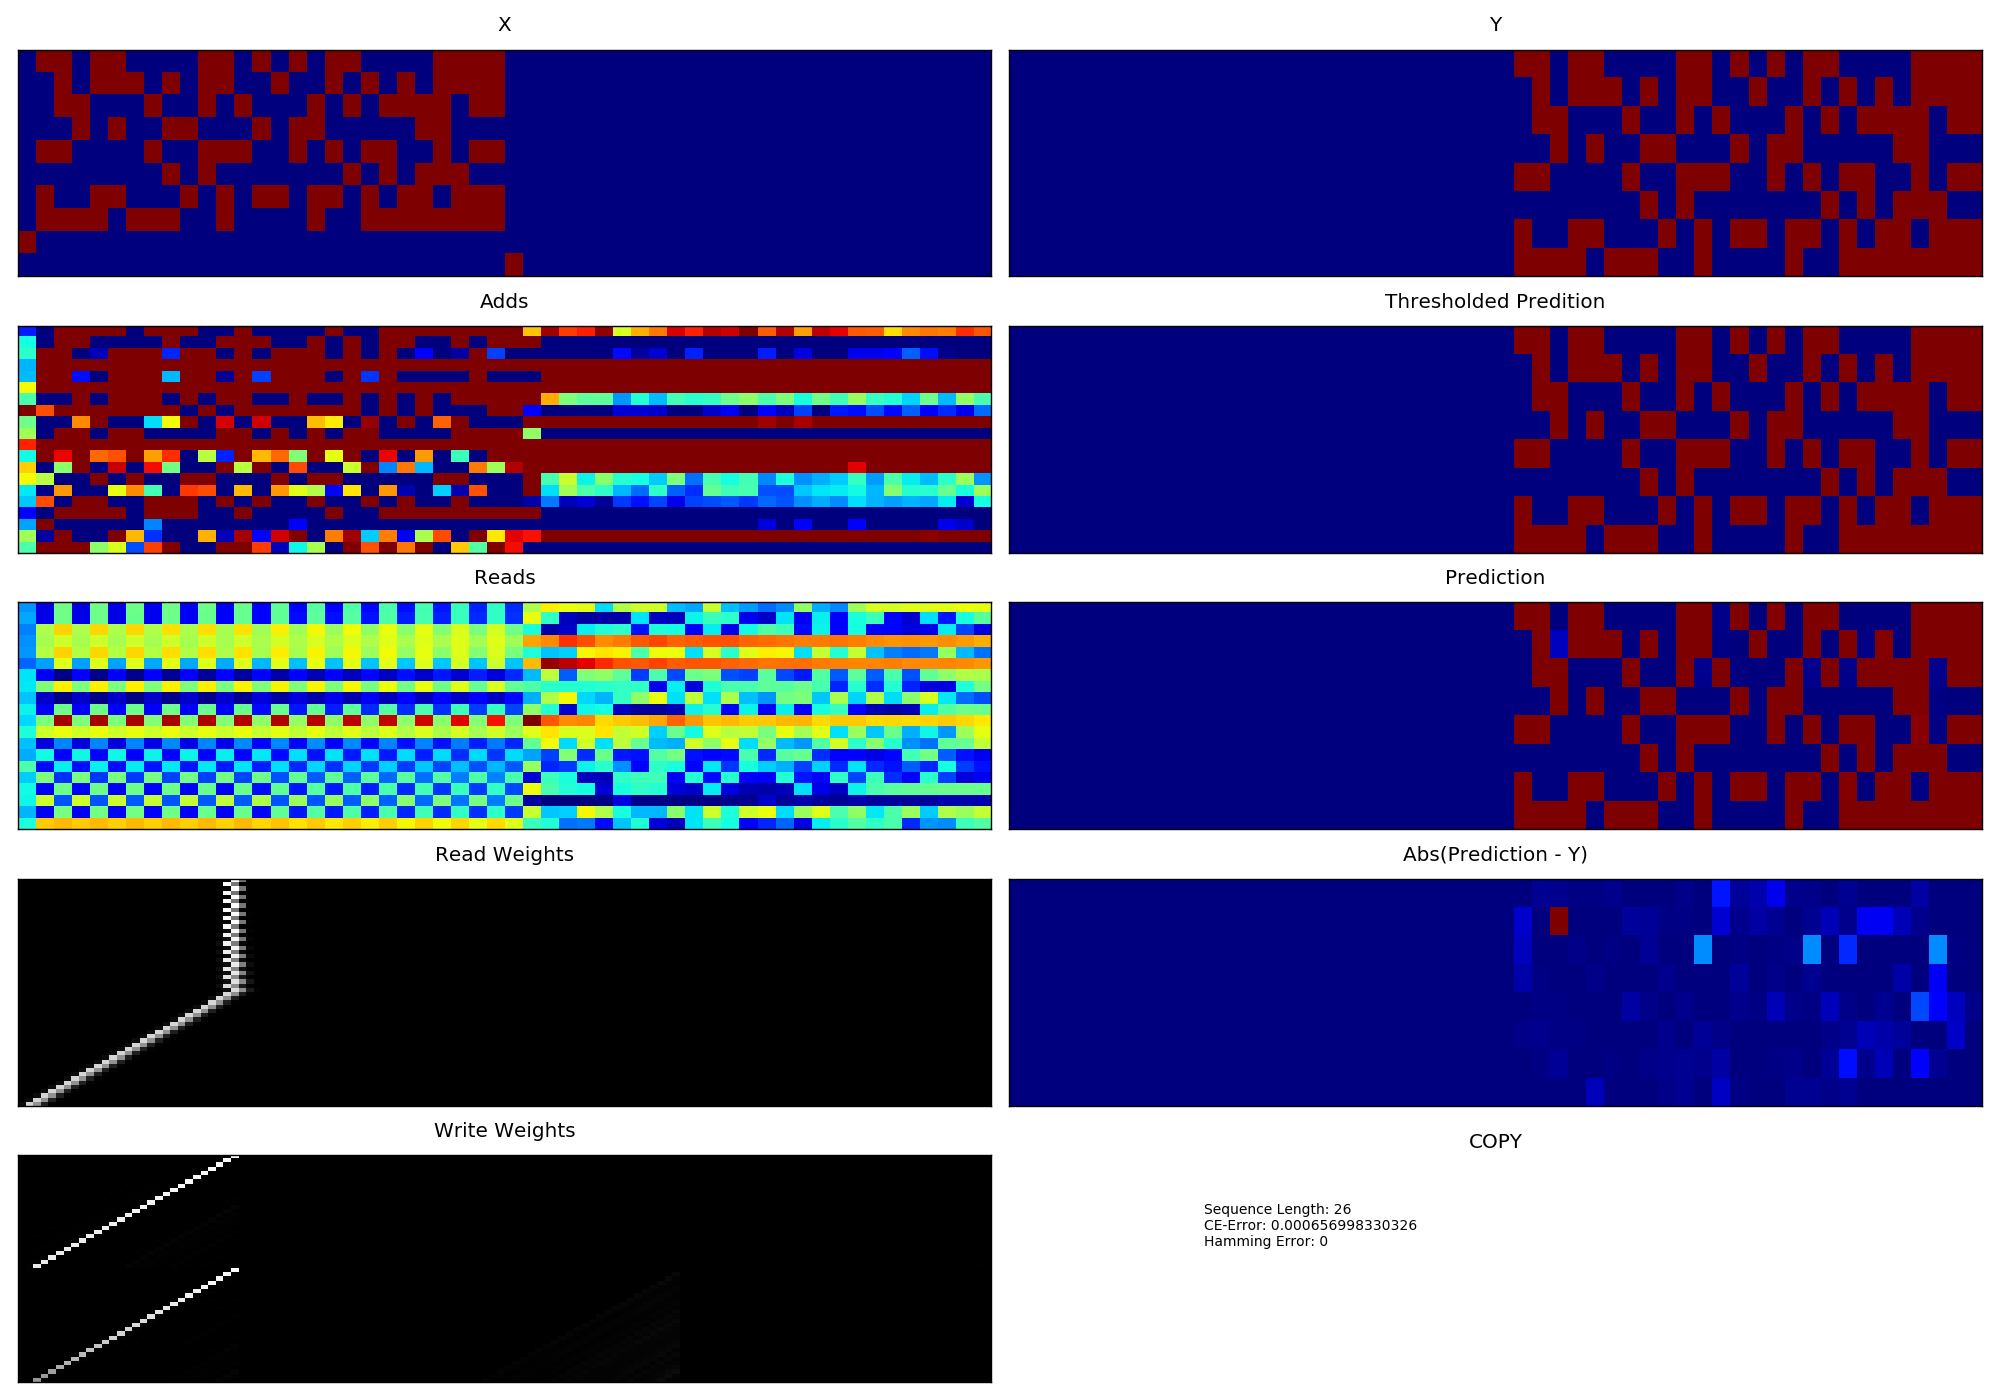 X
Y
Adds
Thresholded Predition
Reads
Prediction
Read Weights
Abs(Prediction - Y)
Write Weights
COPY
Sequence Length: 26
CE-Error: 0.000656998330326
Hamming Error: 0